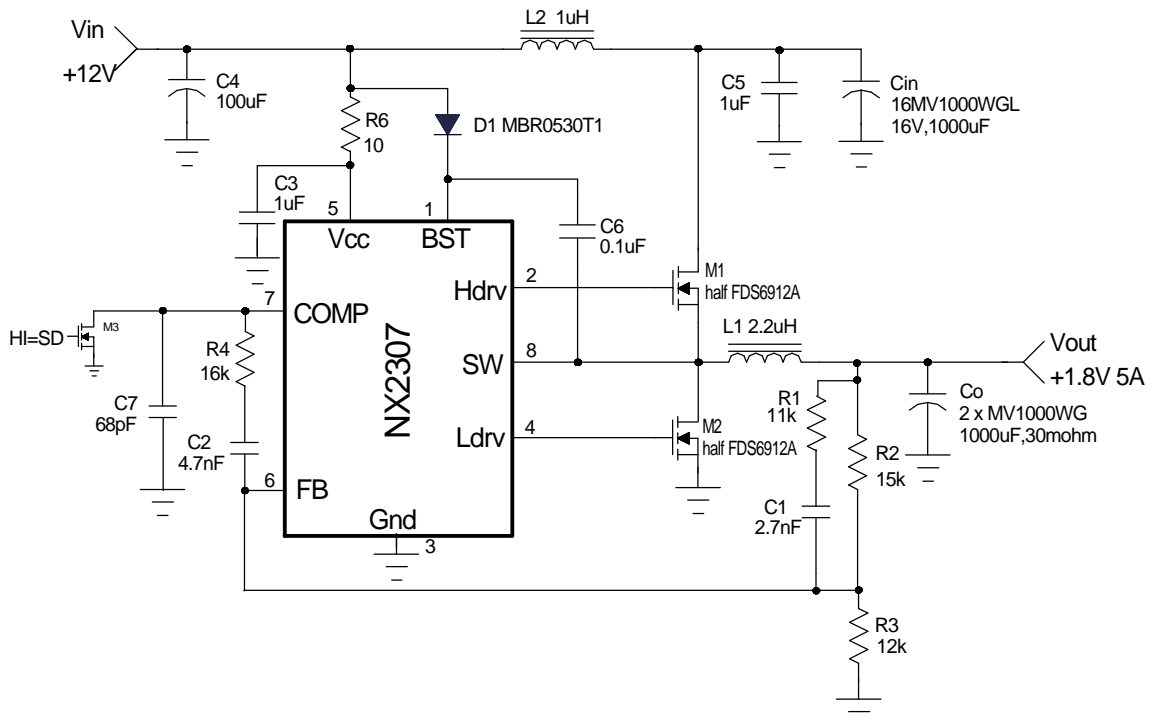 L2 1uH
Vin
+12V
C4
100uF
R6
10
D1 MBR0530T1
C5
1uF
Cin
16MV1000WGL
16V,1000uF
C3
1uF
5
1
Vcc
BST
C6
0.1uF
Hdrv
2
M1
half FDS6912A
7
COMP
HI=SD
M3
R4
16k
C7
68pF
C2
4.7nF
NX2307
SW
8
L1 2.2uH
Vout
+1.8V 5A
Co
2 x MV1000WG
1000uF,30mohm
R1
11k
R2
15k
Ldrv
4
M2
half FDS6912A
6
FB
C1
2.7nF
Gnd
3
R3
12k